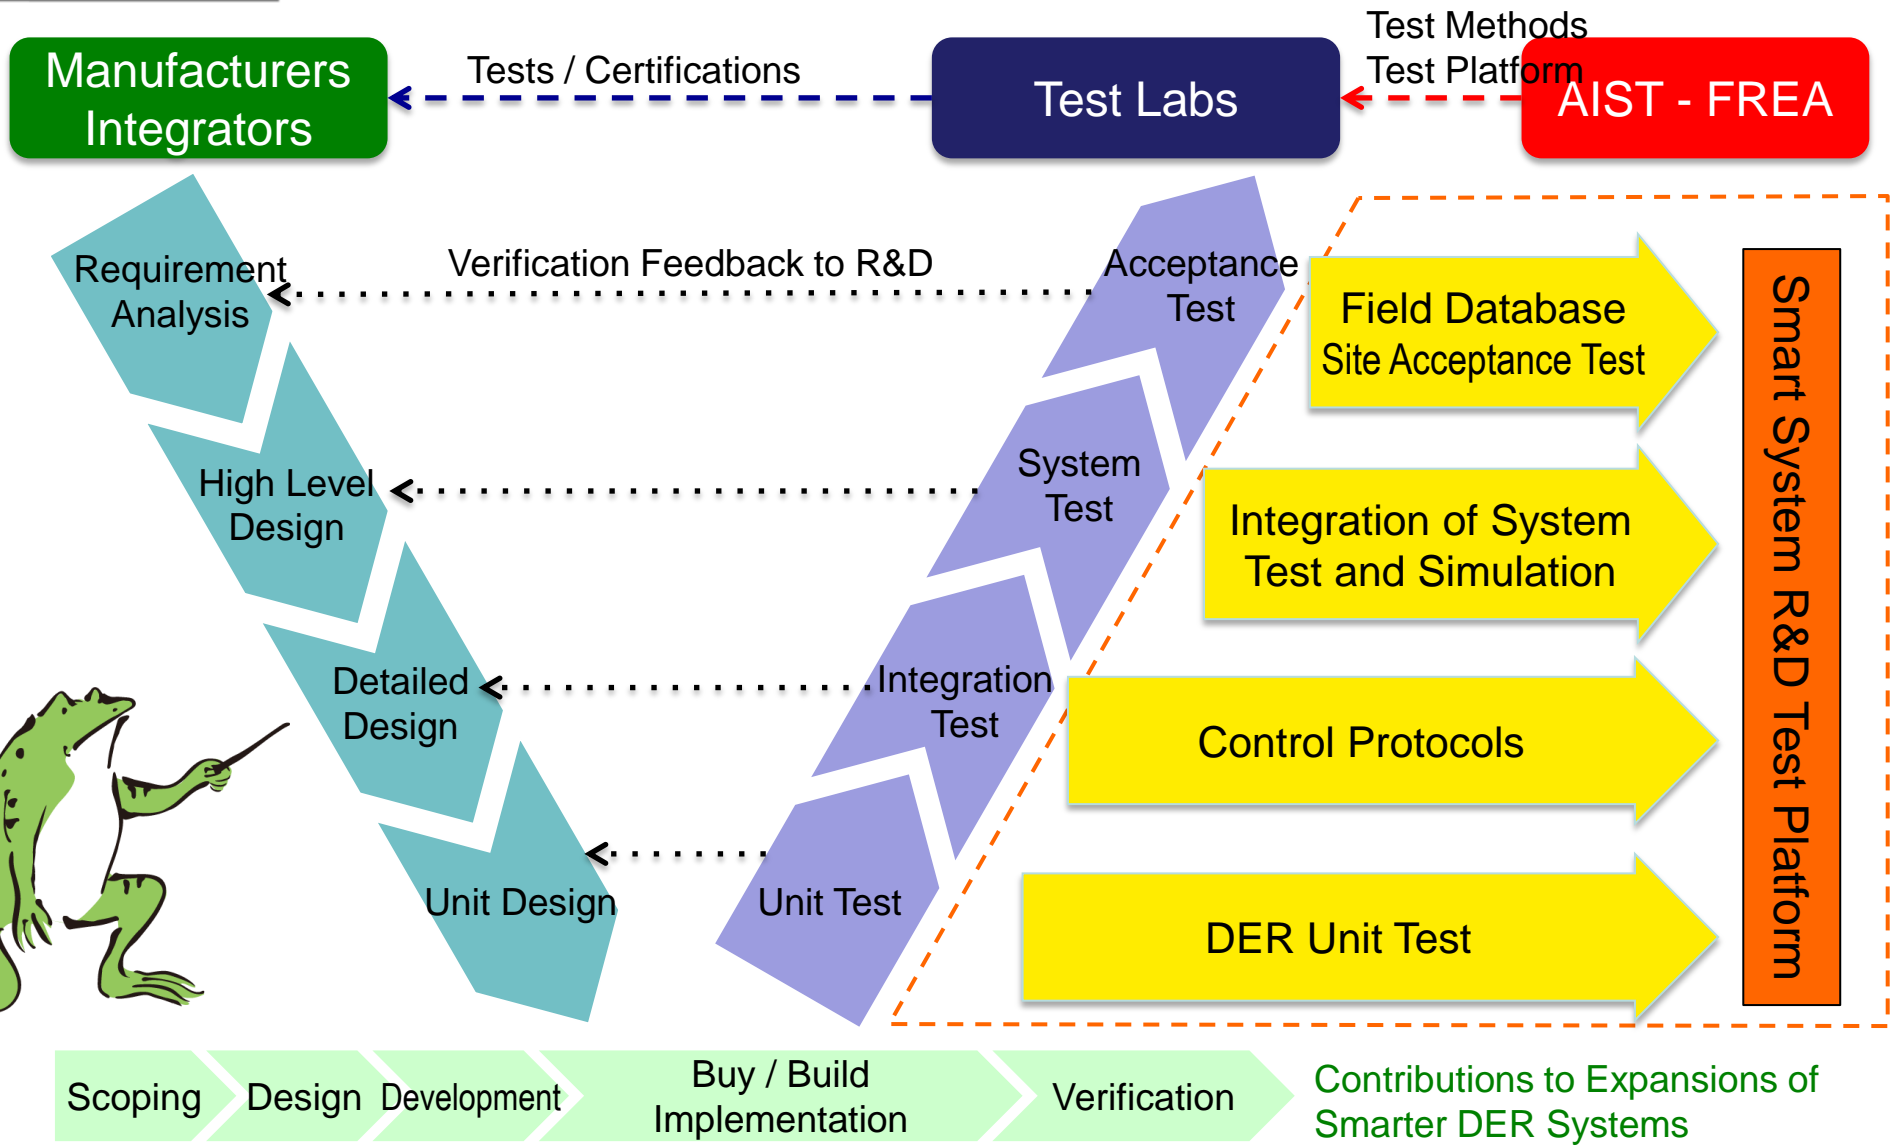 Manufacturers
Integrators
Tests / Certifications
Test Labs
Test Methods
Test Platform
AIST - FREA
Requirement
Analysis
Verification Feedback to R&D
Acceptance
Test
Field Database
Site Acceptance Test
High Level
Design
System
Test
Integration of System
Test and Simulation
Detailed
Design
Integration
Test
Control Protocols
Unit Design
Unit Test
DER Unit Test
Smart System R&D Test Platform
Scoping
Design
Development
Buy / Build
Implementation
Verification
Contributions to Expansions of
Smarter DER Systems